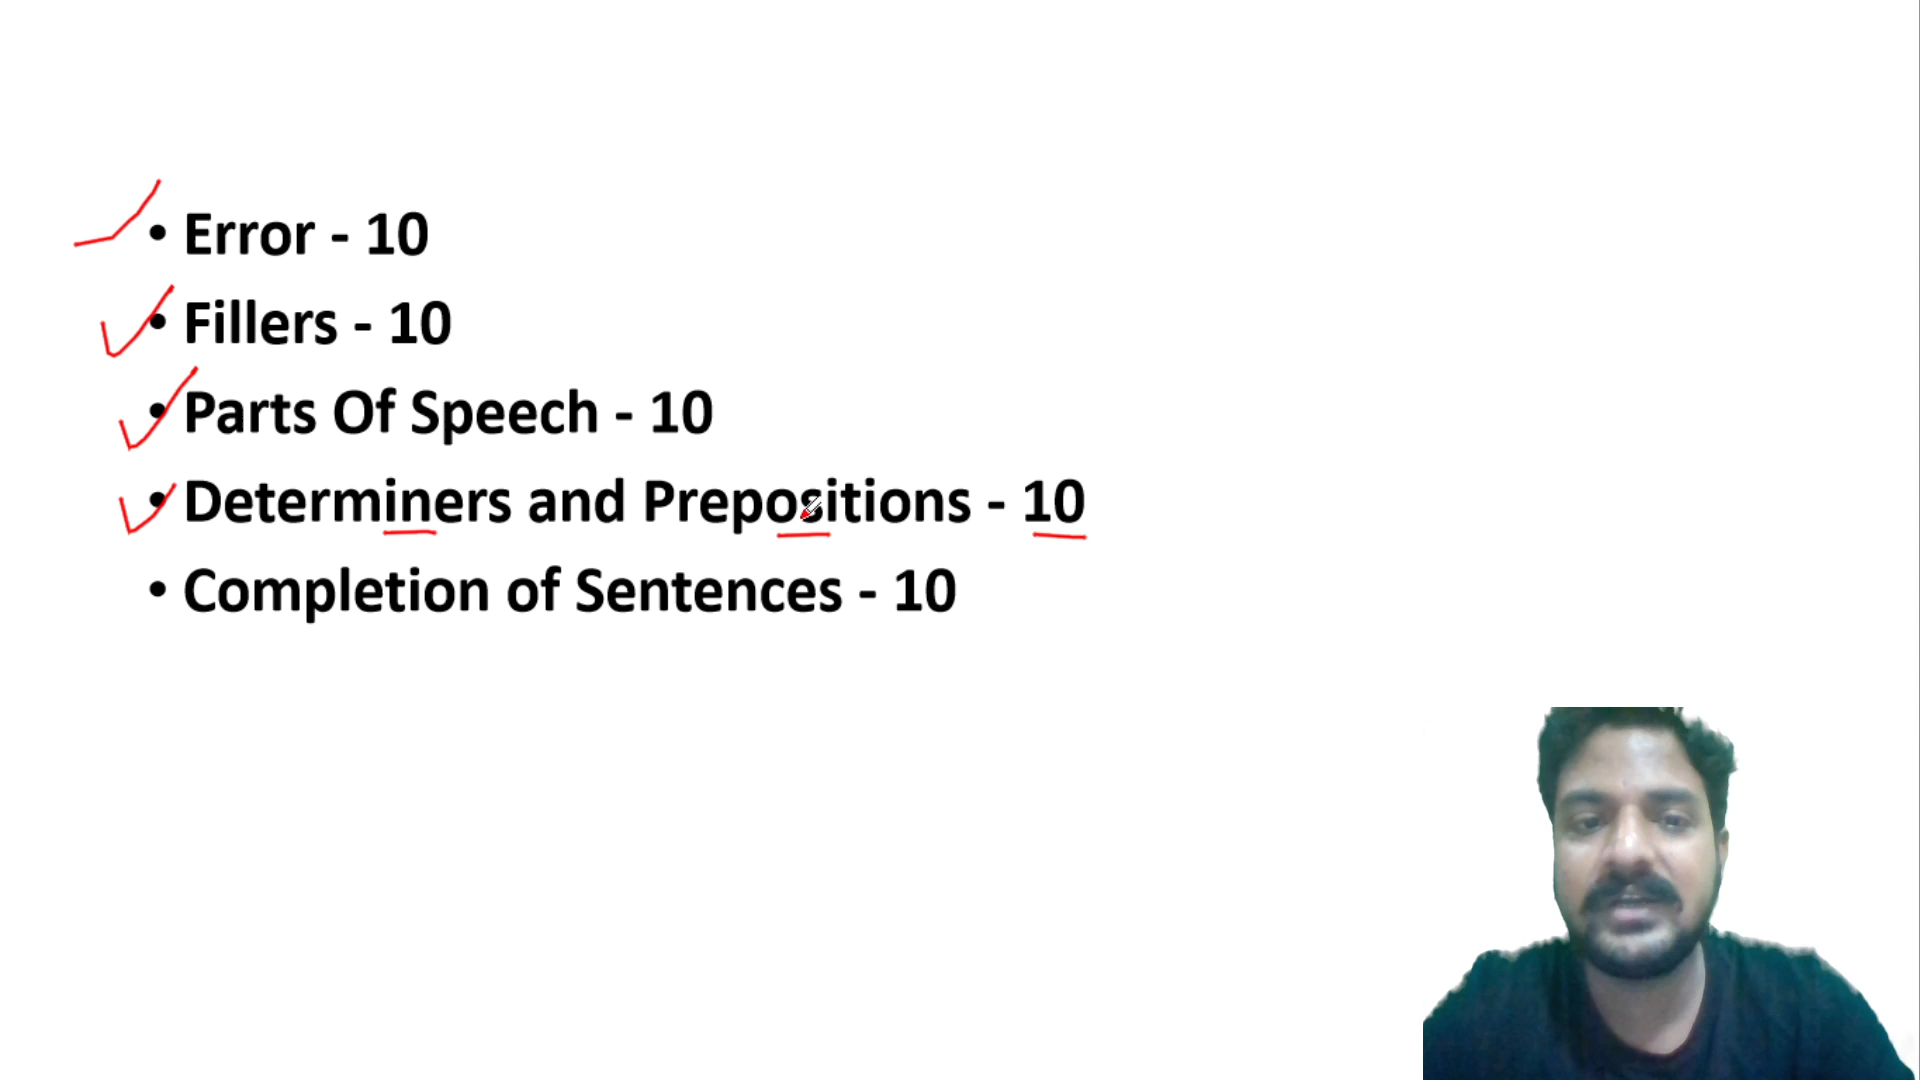 • Error - 10
• Fillers - 10
• Parts Of Speech - 10
• Determiners and Prepositions - 10
• Completion of Sentences - 10